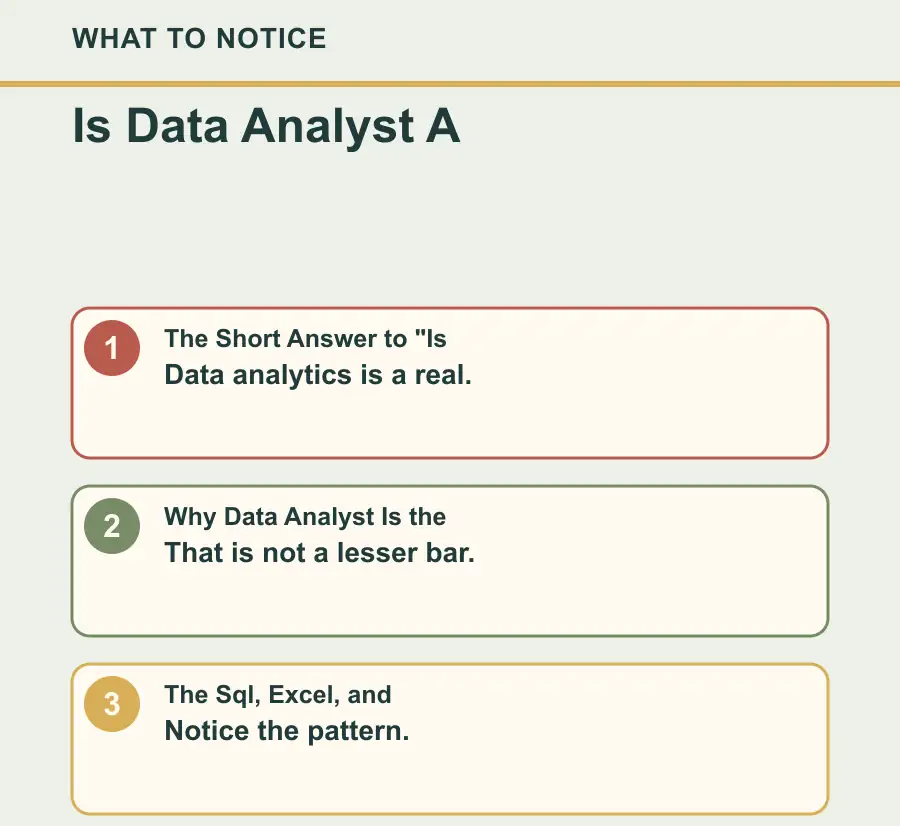 WHAT TO NOTICE
Is Data Analyst A
1
The Short Answer to "Is
Data analytics is a real.
2
Why Data Analyst Is the
That is not a lesser bar.
3
The Sql, Excel, and
Notice the pattern.